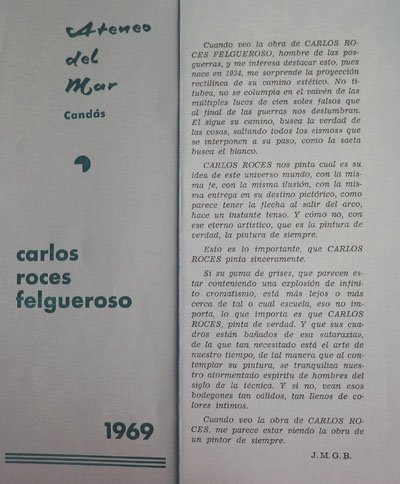 Ateneo
del
Mar
Candás
carlos
roces
felgueroso
1969
Cuando veo la obra de CARLOS RO-
CES FELGUEROSO, hombre de las pos-
guerras, y me interesa destacar esto, pues
nace en 1934, me sorprende la proyección
rectilínea de su camino estético. No ti-
tubea, no se columpia en el vaivén de las
múltiples luces de cien soles falsos que
al final de las guerras nos deslumbran.
El sigue su camino, busca la verdad de
las cosas, saltando todos los «ismos» que
se interponen a su paso, como la saeta
busca el blanco.
CARLOS ROCES nos pinta cual es su
idea de este universo mundo, con la mis-
ma fe, con la misma ilusión, con la mis-
ma entrega en su destino pictórico, como
parece tener la flecha al salir del arco,
hace un instante tenso. Y cómo no, con
ese eterno artístico, que es la pintura de
verdad, la pintura de siempre.
Esto es lo importante, que CARLOS
ROCES pinta sinceramente.
Si su gama de grises, que parecen es-
tar conteniendo una explosión de infini-
to cromatismo, está más lejos o más
cerca de tal o cual escuela, eso no im-
porta, lo que importa es que CARLOS
ROCES, pinta de verdad. Y que sus cua-
dros están bañados de esa «ataraxia»,
de la que tan necesitado está el arte de
nuestro tiempo, de tal manera que al con-
templar su pintura, se tranquiliza nues-
tro atormentado espíritu de hombres del
siglo de la técnica. Y si no, vean esos
bodegones tan cálidos, tan llenos de co-
lores íntimos.
Cuando veo la obra de CARLOS RO-
CES, me parece estar viendo la obra de
un pintor de siempre.
J. M. G. B.